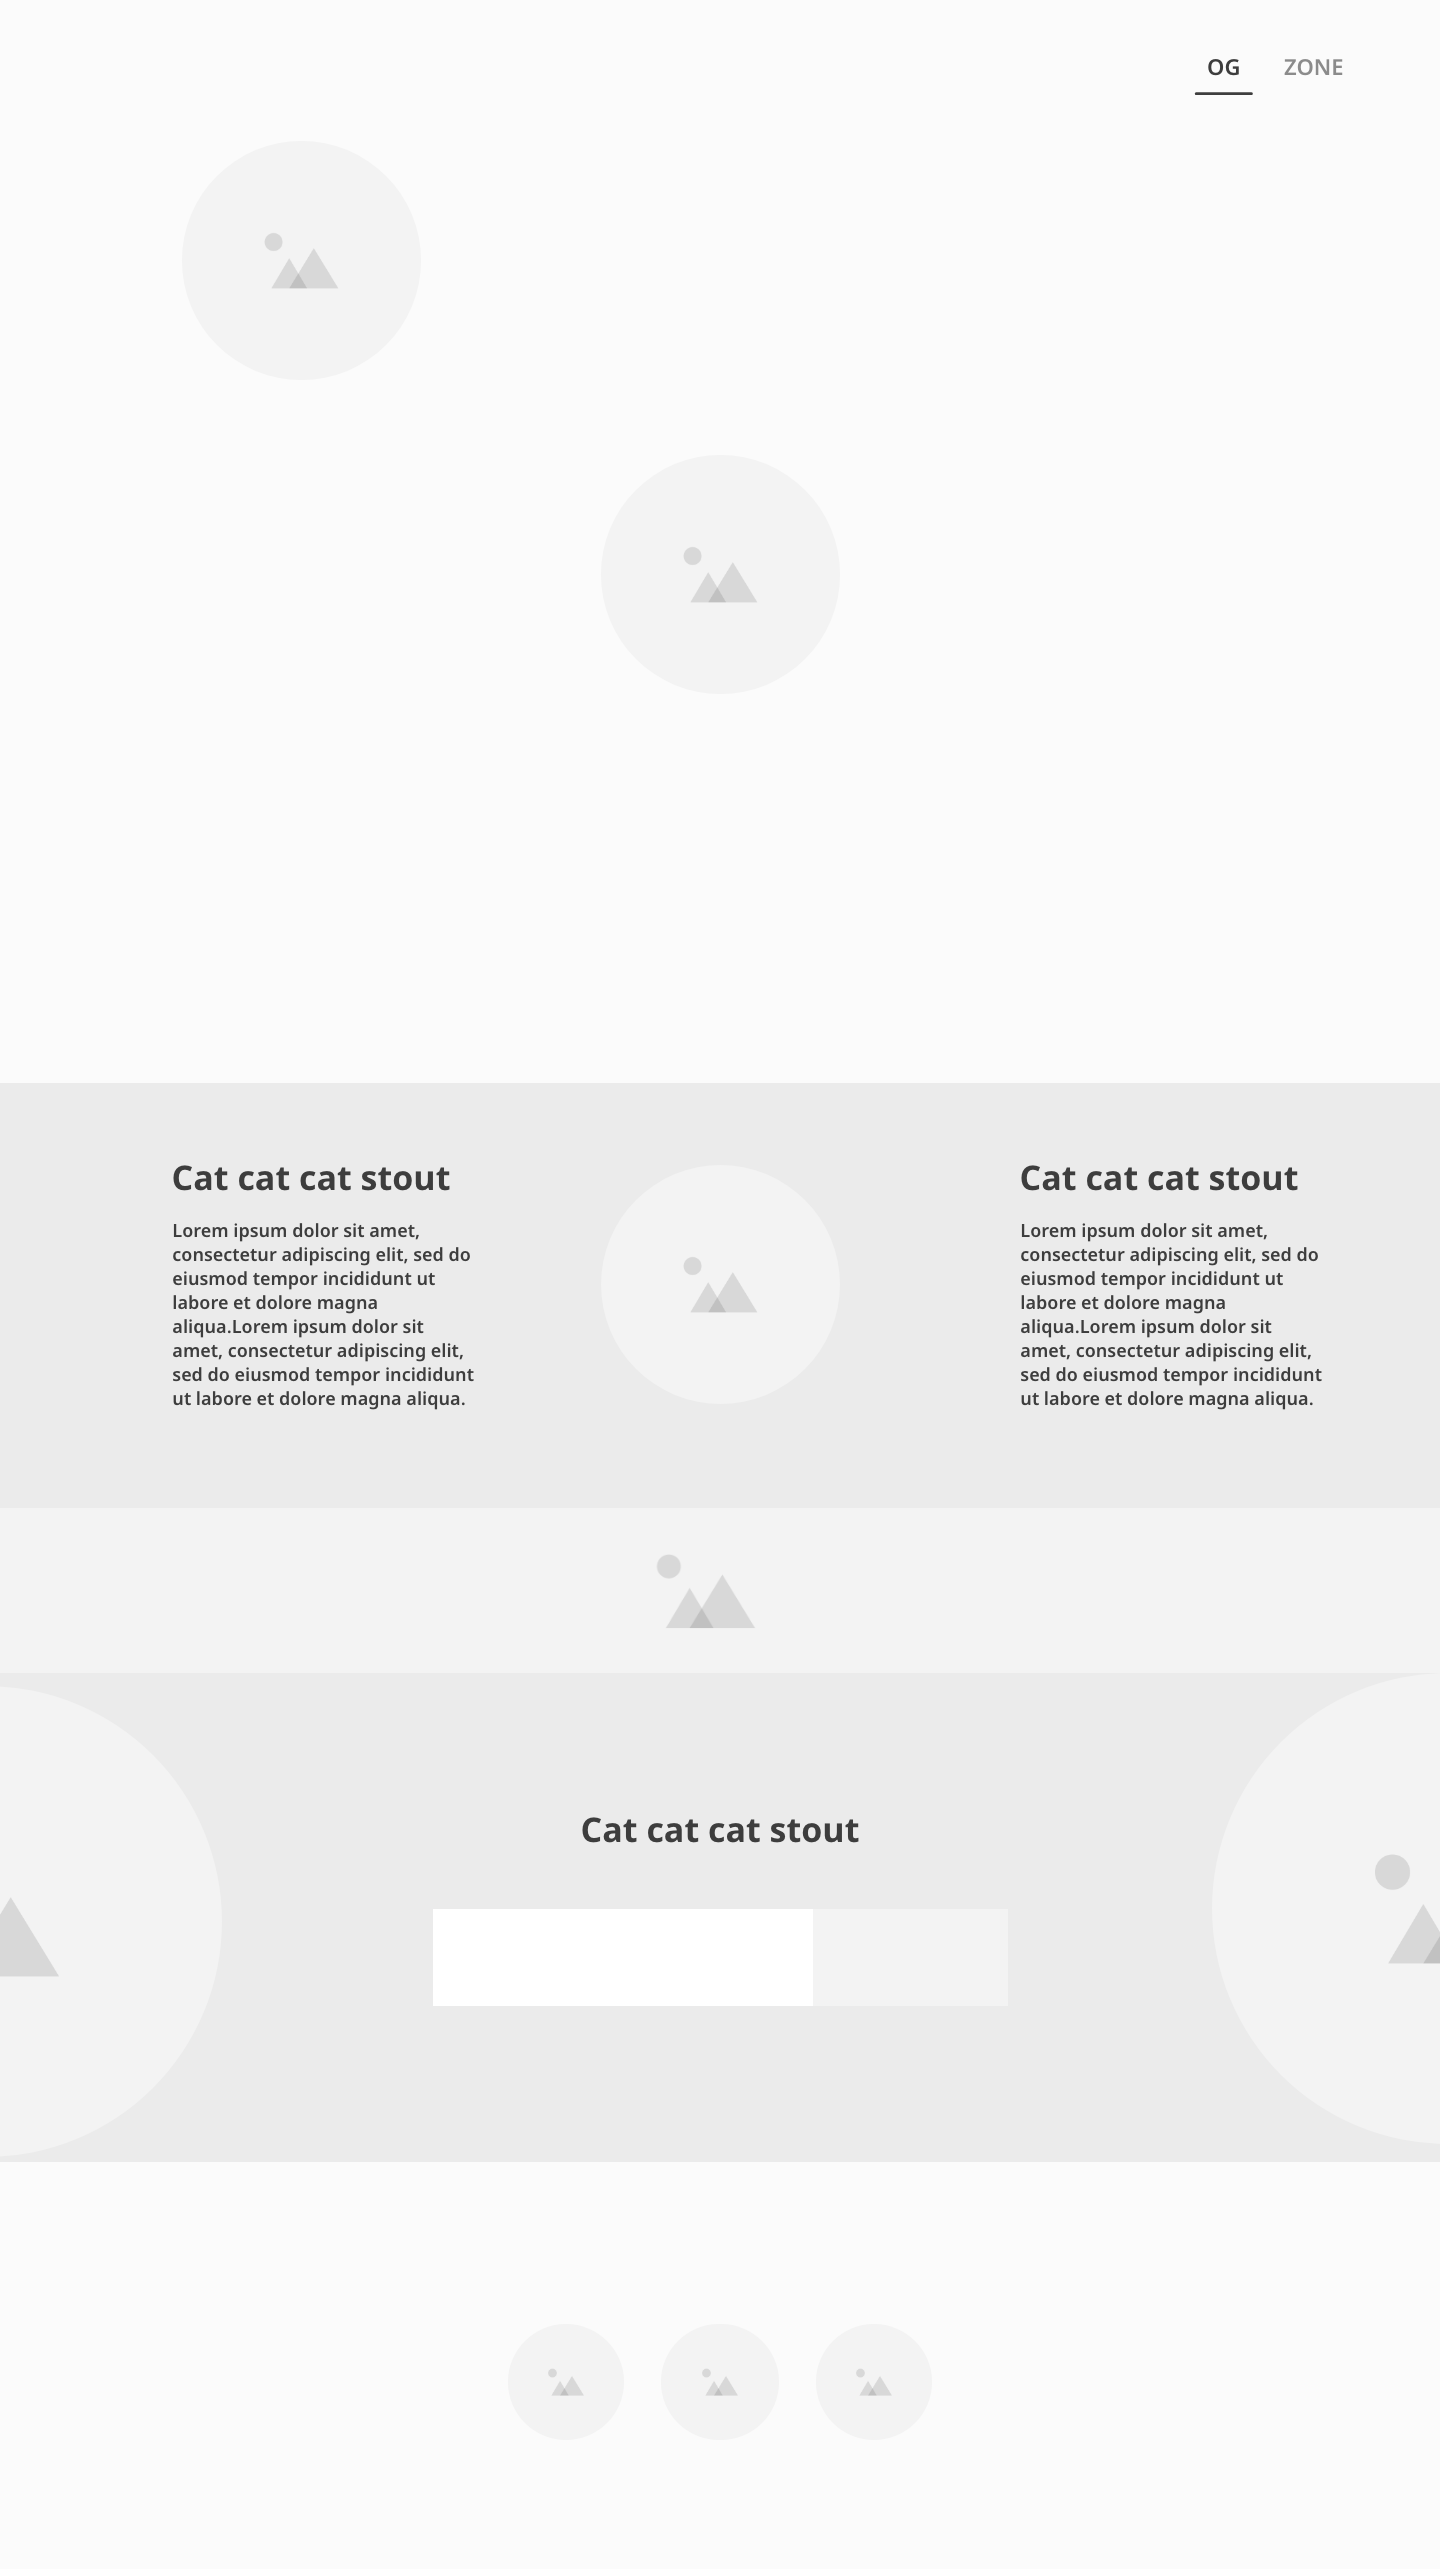 OG ZONE
Cat cat cat stout
Lorem ipsum dolor sit amet,
consectetur adipiscing elit, sed do
eiusmod tempor incididunt ut
labore et dolore magna
aliqua.Lorem ipsum dolor sit
amet, consectetur adipiscing elit,
sed do eiusmod tempor incididunt
ut labore et dolore magna aliqua.
Cat cat cat stout
Lorem ipsum dolor sit amet,
consectetur adipiscing elit, sed do
eiusmod tempor incididunt ut
labore et dolore magna
aliqua.Lorem ipsum dolor sit
amet, consectetur adipiscing elit,
sed do eiusmod tempor incididunt
ut labore et dolore magna aliqua.
Cat cat cat stout